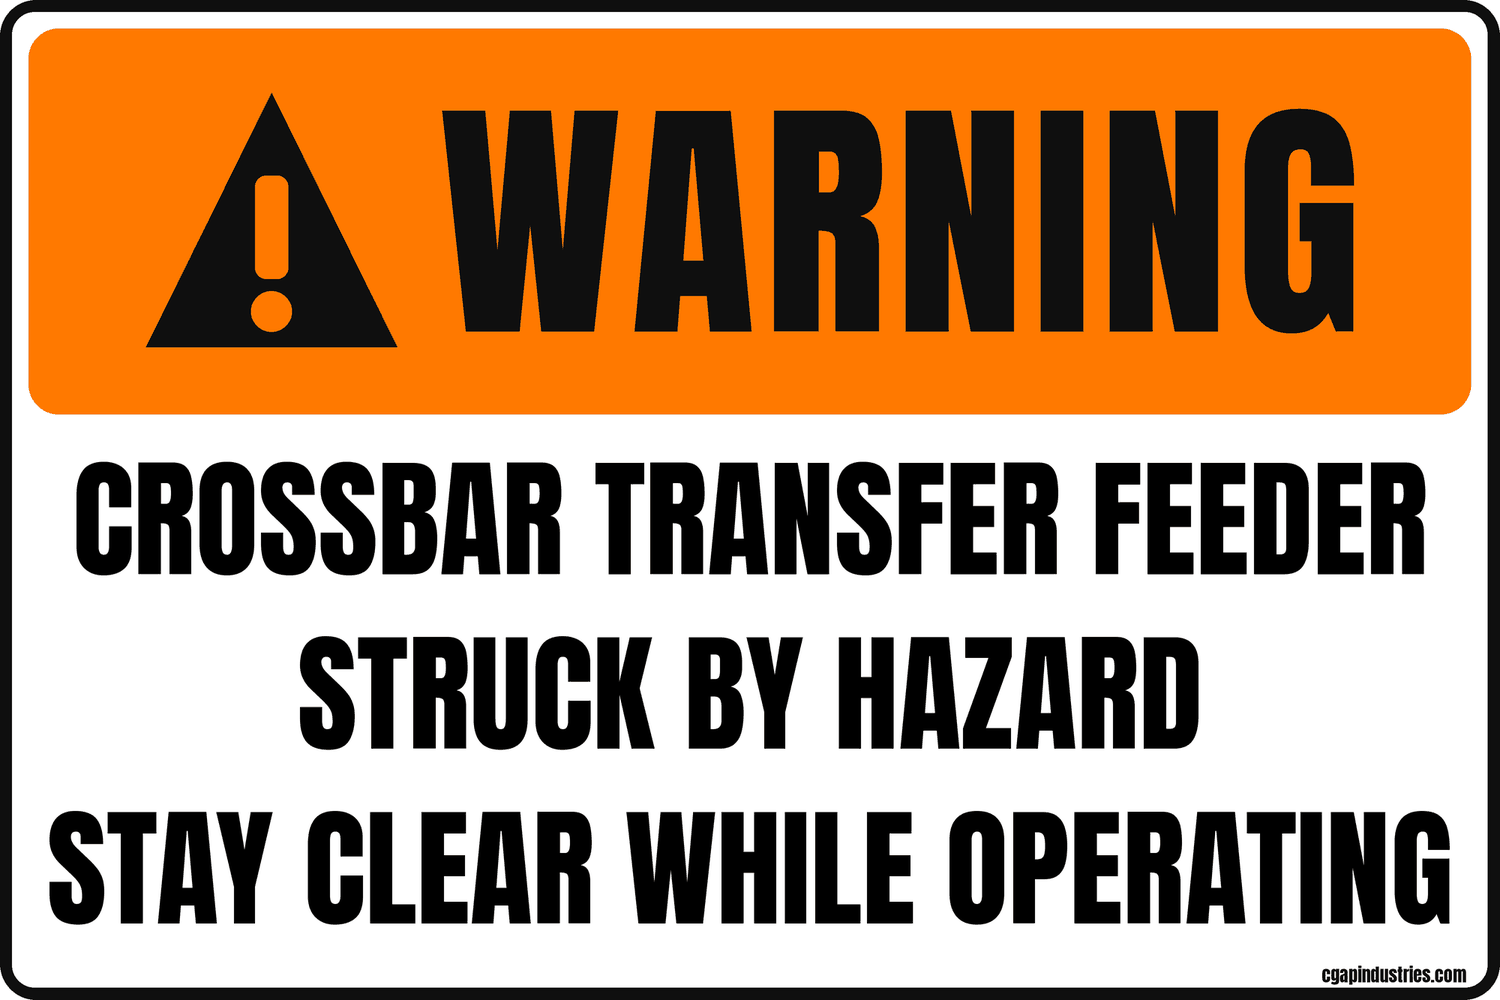 WARNING
CROSSBAR TRANSFER FEEDER
STRUCK BY HAZARD
STAY CLEAR WHILE OPERATING
cgapindustries.com